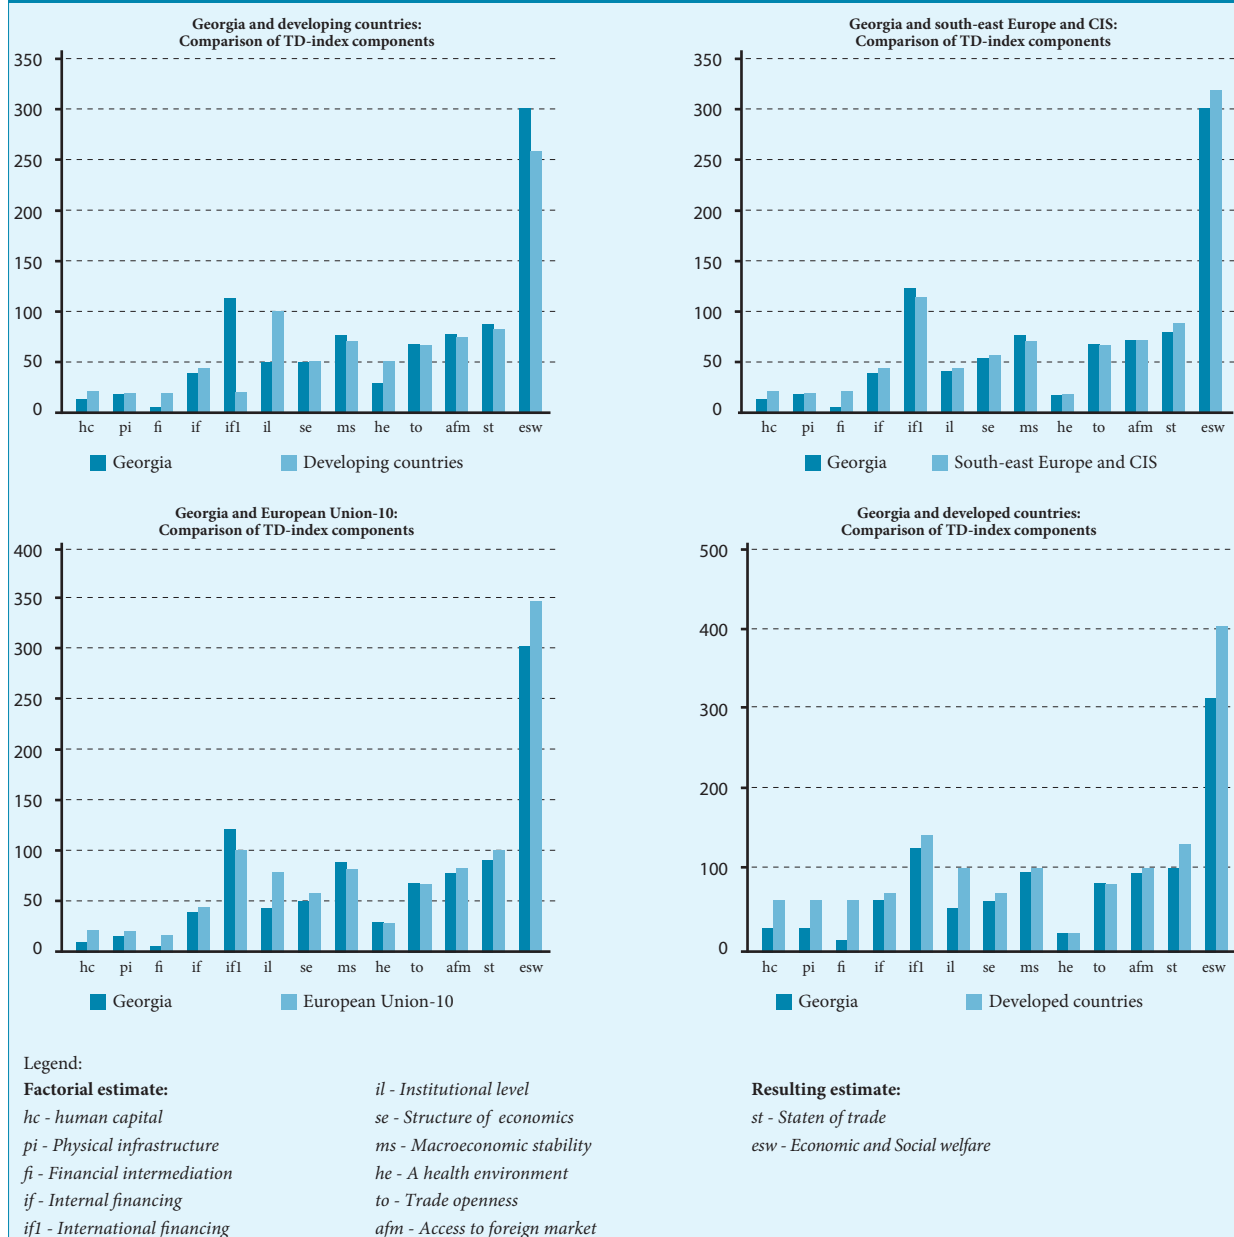 Georgia and developing countries:
Comparison of TD-index components
350
300
250
200
150
100
50
0
hc pi fi if if1 il se ms he to afm st esw
Georgia Developing countries
Georgia and south-east Europe and CIS:
Comparison of TD-index components
350
300
250
200
150
100
50
0
hc pi fi if if1 il se ms he to afm st esw
Georgia South-east Europe and CIS
Georgia and European Union-10:
Comparison of TD-index components
400
350
300
250
200
150
100
50
0
hc pi fi if if1 il se ms he to afm st esw
Georgia European Union-10
Georgia and developed countries:
Comparison of TD-index components
500
400
300
200
100
0
hc pi fi if if1 il se ms he to afm st esw
Georgia Developed countries
Legend:
Factorial estimate:
hc - human capital
pi - Physical infrastructure
fi - Financial intermediation
if - Internal financing
if1 - International financing
il - Institutional level
se - Structure of economics
ms - Macroeconomic stability
he - A health environment
to - Trade openness
afm - Access to foreign market
Resulting estimate:
st - Staten of trade
esw - Economic and Social welfare